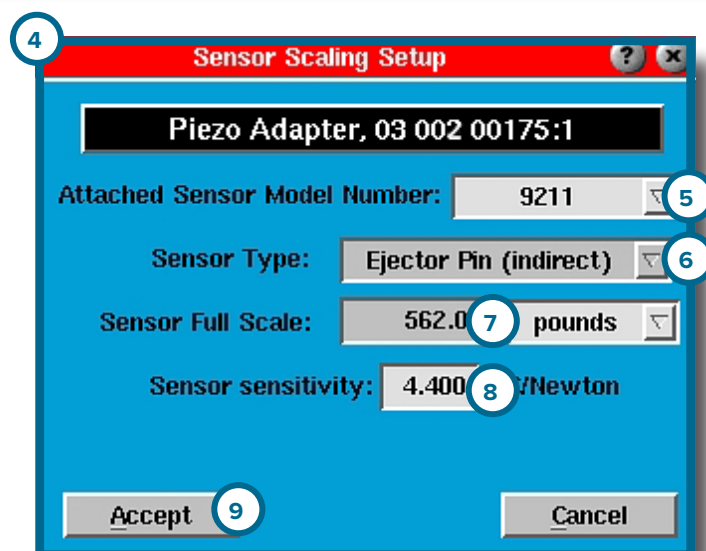 4
Sensor Scaling Setup ? x
Piezo Adapter, 03 002 00175:1
Attached Sensor Model Number: 9211 5
Sensor Type: Ejector Pin (indirect) 6
Sensor Full Scale: 562.0 7 pounds
Sensor sensitivity: 4.400 8 /Newton
Accept 9 Cancel